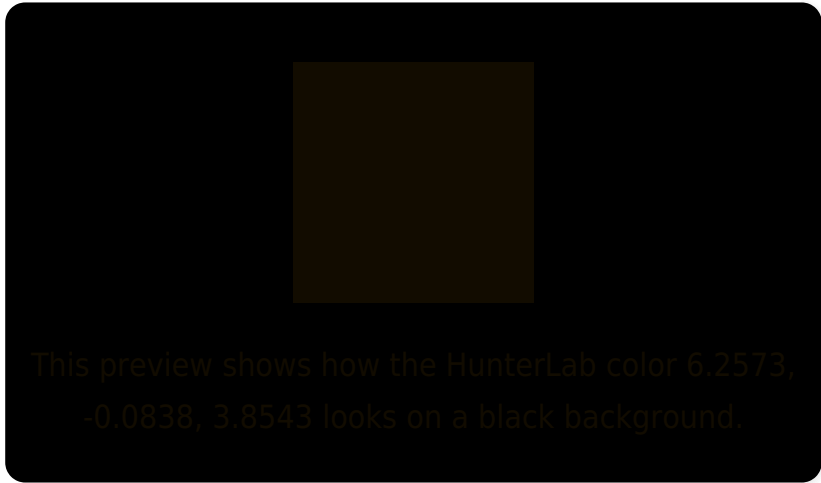 This preview shows how the HunterLab color 6.2573,
-0.0838, 3.8543 looks on a black background.